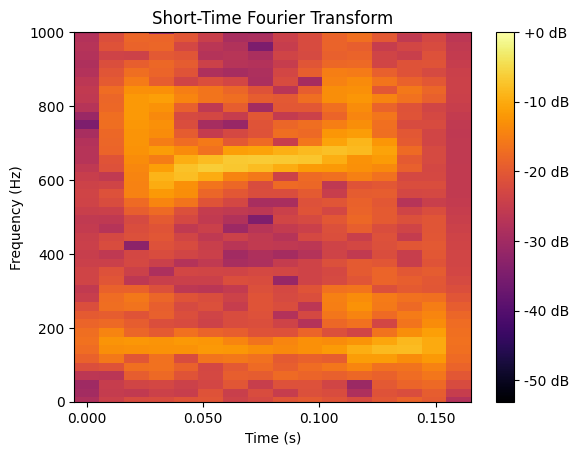 Short-Time Fourier Transform
1000
800
600
400
200
0
Frequency (Hz)
0.000
0.050
0.100
0.150
Time (s)
+0 dB
-10 dB
-20 dB
-30 dB
-40 dB
-50 dB